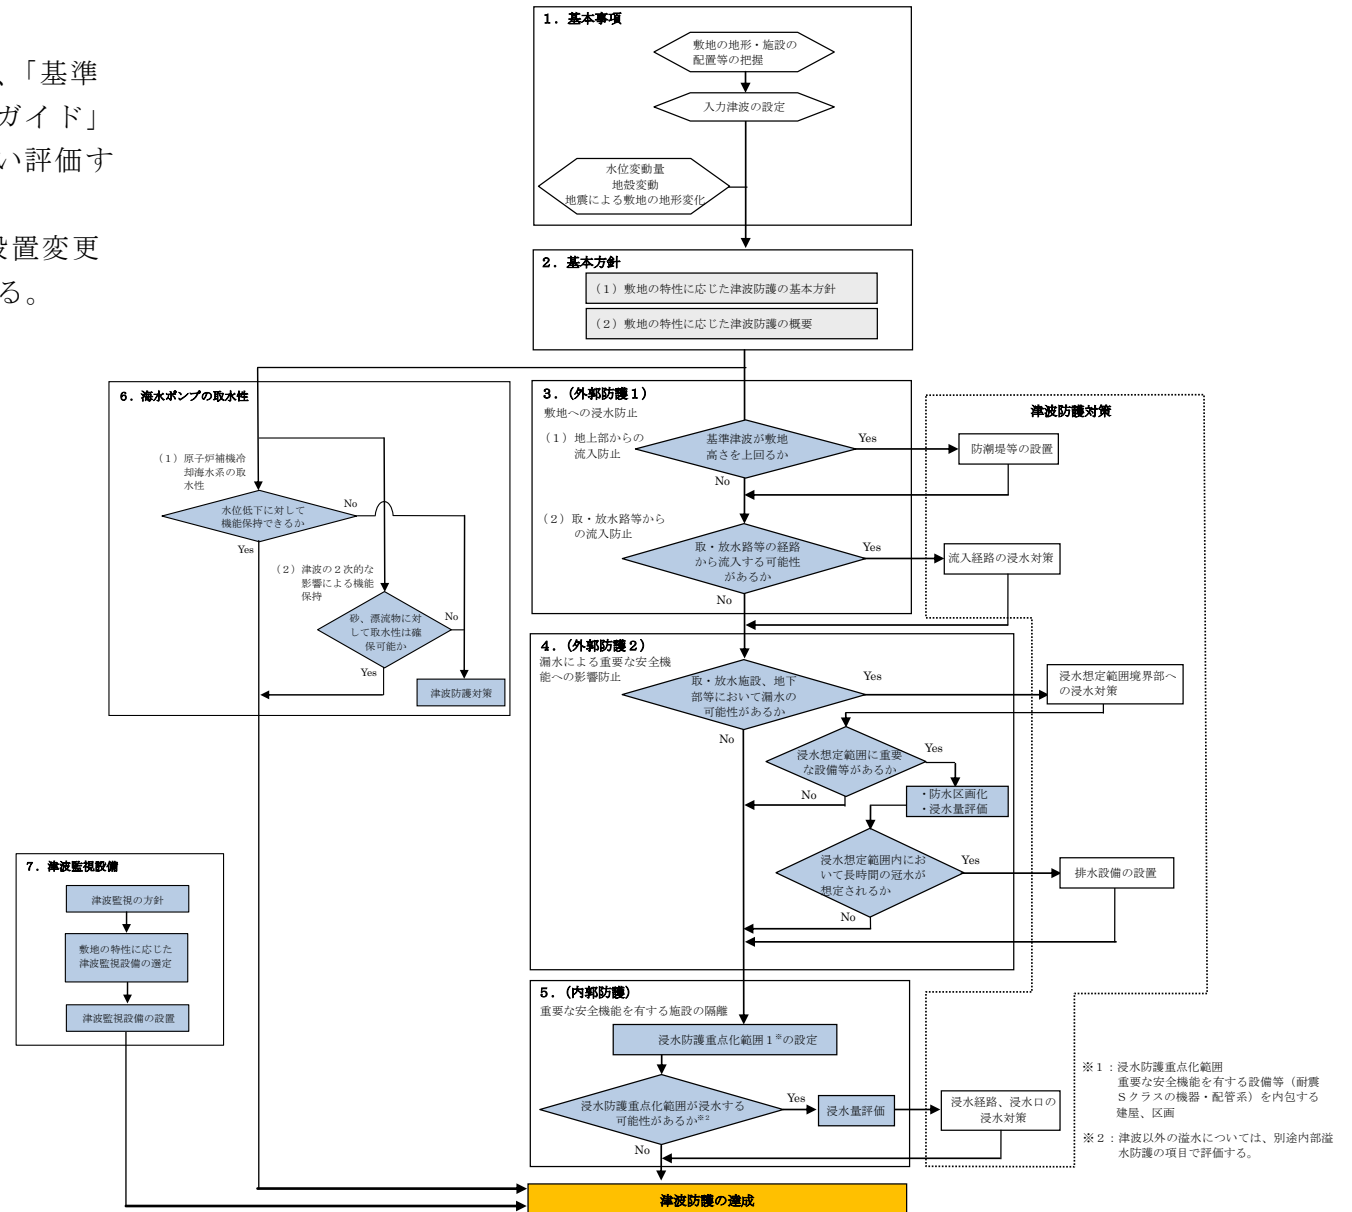 、「基準
ガイド」
い評価す
設置変更
る。
1．基本事項
敷地の地形・施設の
配置等の把握
入力津波の設定
水位変動量
地殻変動
地震による敷地の地形変化
2．基本方針
（1）敷地の特性に応じた津波防護の基本方針
（2）敷地の特性に応じた津波防護の概要
6．海水ポンプの取水性
（1）原子炉補機冷
却海水系の取
水性
水位低下に対して
機能保持できるか
No
Yes
（2）津波の２次的な
影響による機能
保持
砂、漂流物に対
して取水性は確
保可能か
No
Yes
津波防護対策
3．(外郭防護１)
敷地への浸水防止
（1）地上部からの
流入防止
基準津波が敷地
高さを上回るか
Yes
No
（2）取・放水路等から
の流入防止
取・放水路等の経路
から流入する可能性
があるか
Yes
No
津波防護対策
防潮堤等の設置
流入経路の浸水対策
4．(外郭防護２)
漏水による重要な安全機
能への影響防止
取・放水施設、地下
部等において漏水の
可能性があるか
Yes
No
浸水想定範囲境界部へ
の浸水対策
浸水想定範囲に重要
な設備等があるか
Yes
No
・防水区画化
・浸水量評価
浸水想定範囲内にお
いて長時間の冠水が
想定されるか
Yes
No
排水設備の設置
7．津波監視設備
津波監視の方針
敷地の特性に応じた
津波監視設備の選定
津波監視設備の設置
5．(内郭防護)
重要な安全機能を有する施設の隔離
浸水防護重点化範囲１※の設定
浸水防護重点化範囲が浸水する
可能性があるか※2
Yes
No
浸水量評価
浸水経路、浸水口の
浸水対策
※１：浸水防護重点化範囲
重要な安全機能を有する設備等（耐震
Ｓクラスの機器・配管系）を内包する
建屋、区画
※２：津波以外の溢水については、別途内部溢
水防護の項目で評価する。
津波防護の達成